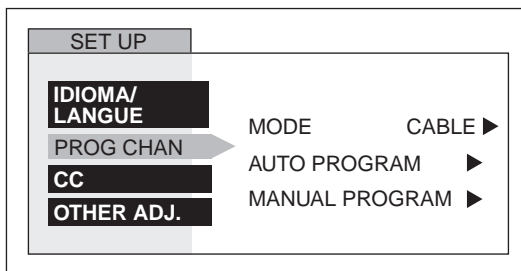 SET UP
IDIOMA/
LANGUE
PROG CHAN
CC
OTHER ADJ.
MODE CABLE
AUTO PROGRAM
MANUAL PROGRAM